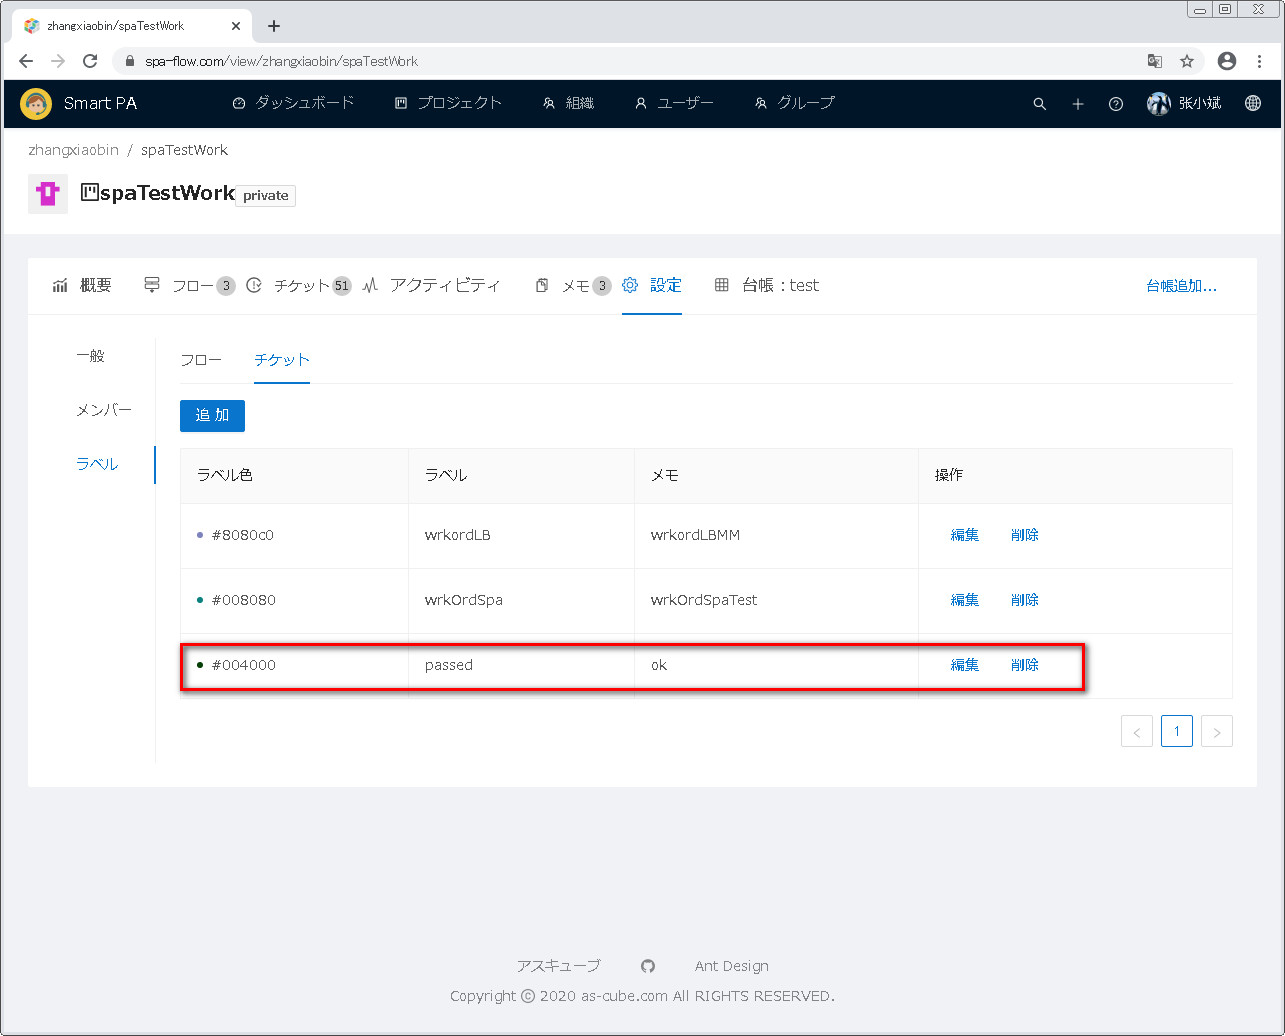 zhangxiaobin/spaTestWork
spa-flow.com/view/zhangxiaobin/spaTestWork
Smart PA ダッシュボード プロジェクト 組織 ユーザー グループ 张小斌
zhangxiaobin / spaTestWork
spaTestWork private
概要 フロー 3 チケット 51 アクティビティ メモ 3 設定 台帳：test 台帳追加...
一般
メンバー
ラベル
フロー チケット
追 加
ラベル色 ラベル メモ 操作
#8080c0 wrkordLB wrkordLBMM 編集 削除
#008080 wrkOrdSpa wrkOrdSpaTest 編集 削除
#004000 passed ok 編集 削除
< 1 >
アスキューブ Ant Design
Copyright © 2020 as-cube.com All RIGHTS RESERVED.